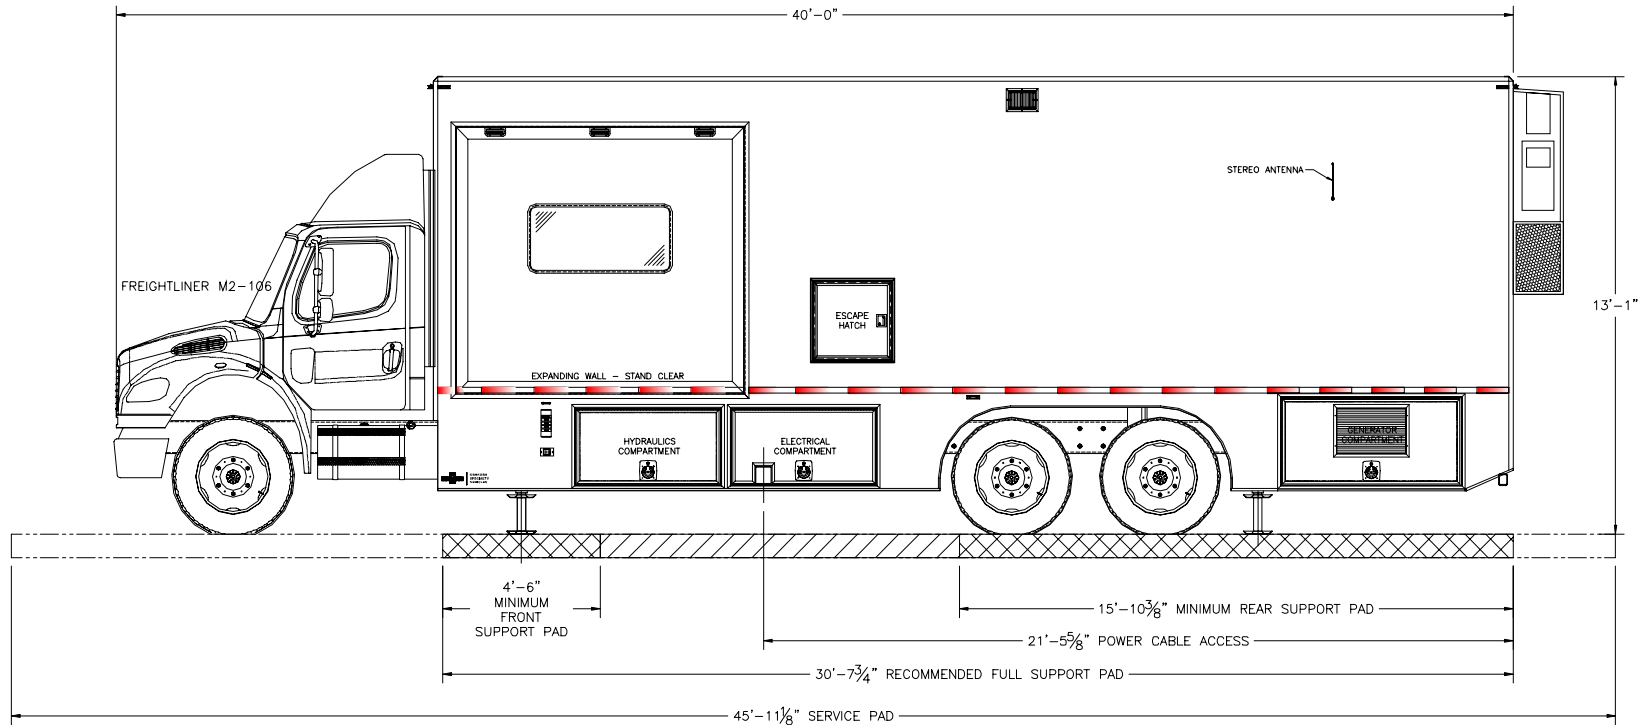 40'-0"
STEREO ANTENNA
FREIGHTLINER M2-106
13'-1"
ESCAPE
HATCH
EXPANDING WALL – STAND CLEAR
HYDRAULICS
COMPARTMENT
ELECTRICAL
COMPARTMENT
GENERATOR
COMPARTMENT
4'-6"
MINIMUM
FRONT
SUPPORT PAD
15'-10⅜" MINIMUM REAR SUPPORT PAD
21'-5⅝" POWER CABLE ACCESS
30'-7¾" RECOMMENDED FULL SUPPORT PAD
45'-11⅛" SERVICE PAD